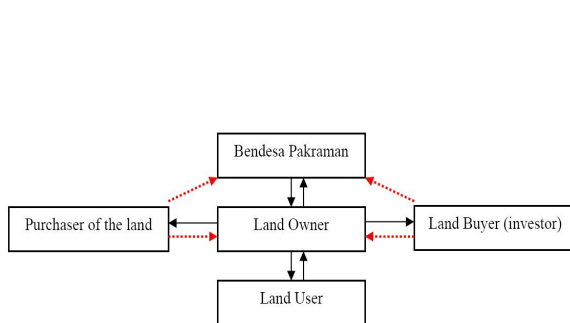 Bendesa Pakraman
Purchaser of the land
Land Owner
Land Buyer (investor)
Land User